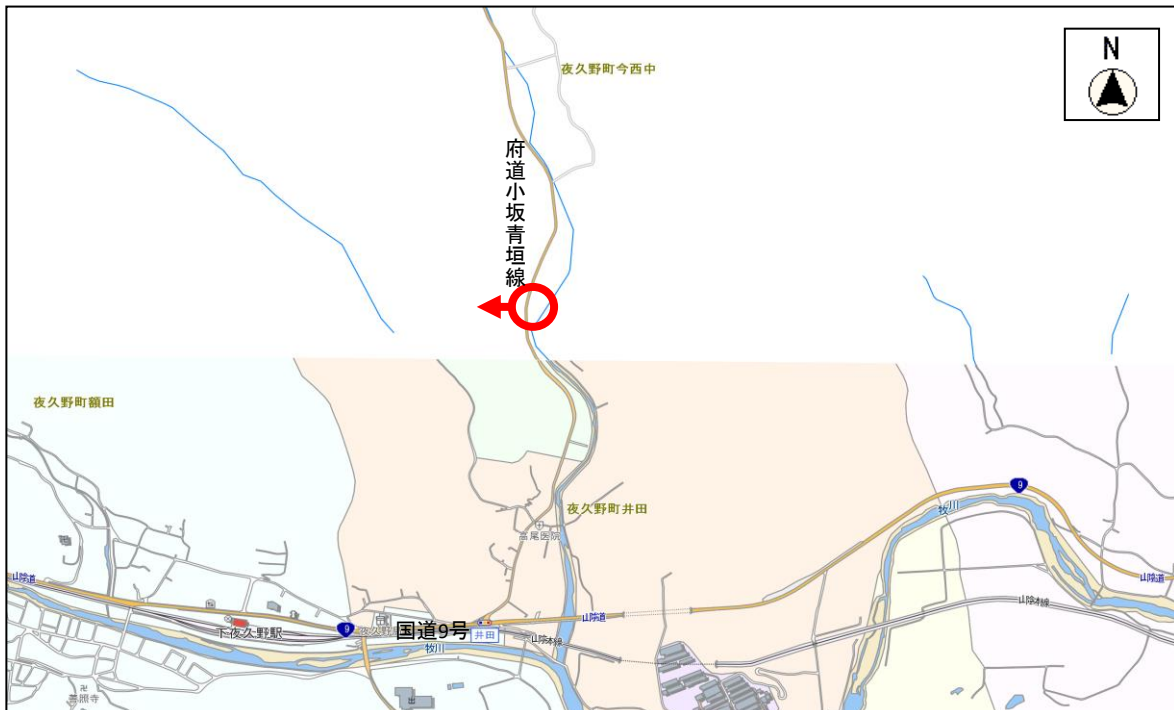 N
夜久野町今西中
府道小坂青垣線
夜久野町額田
夜久野町井田
9
牧川
高尾医院
山陰道
山陰道
山陰道
山陰本線
下夜久野駅
9
国道9号
井田
山陰本線
牧川
卍